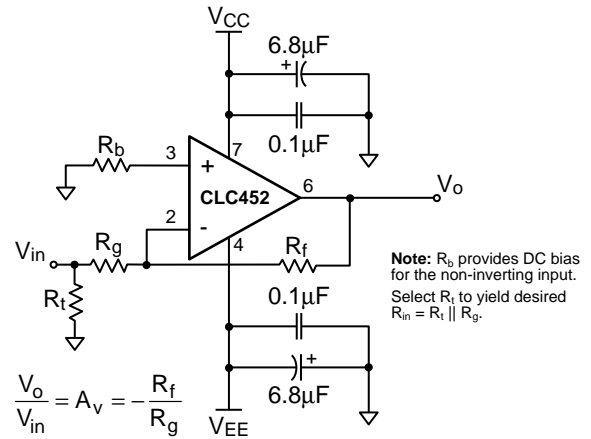 VCC
6.8μF
+
0.1μF
Rb
3
7
+
CLC452
6
Vo
2
-
4
Vin
Rg
Rf
Rt
Note: Rb provides DC bias
for the non-inverting input.
Select Rt to yield desired
Rin = Rt || Rg.
0.1μF
+
6.8μF
VEE
Vo/Vin = Av = − Rf/Rg